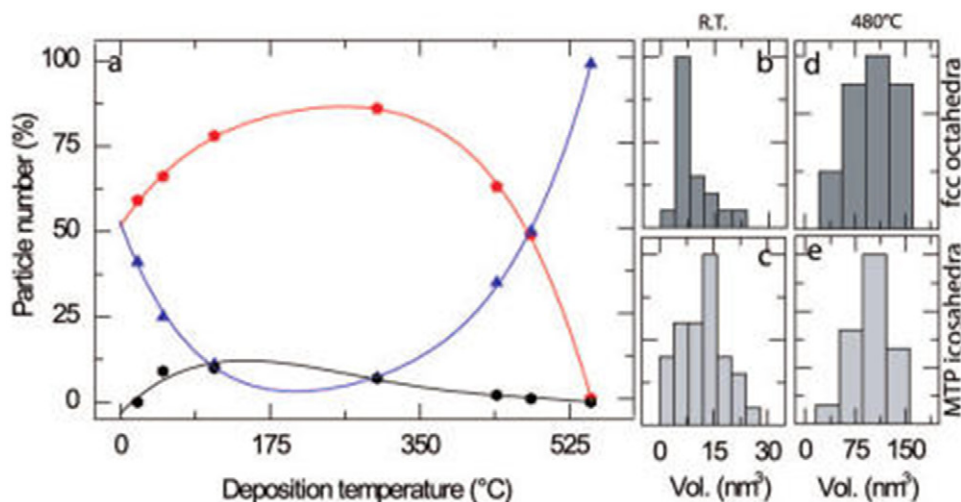 R.T.
480°C
a
b
d
c
e
100
75
50
25
0
Particle number (%)
0
175
350
525
Deposition temperature (°C)
0
15
30
Vol. (nm³)
0
75
150
Vol. (nm³)
fcc octahedra
MTP icosahedra